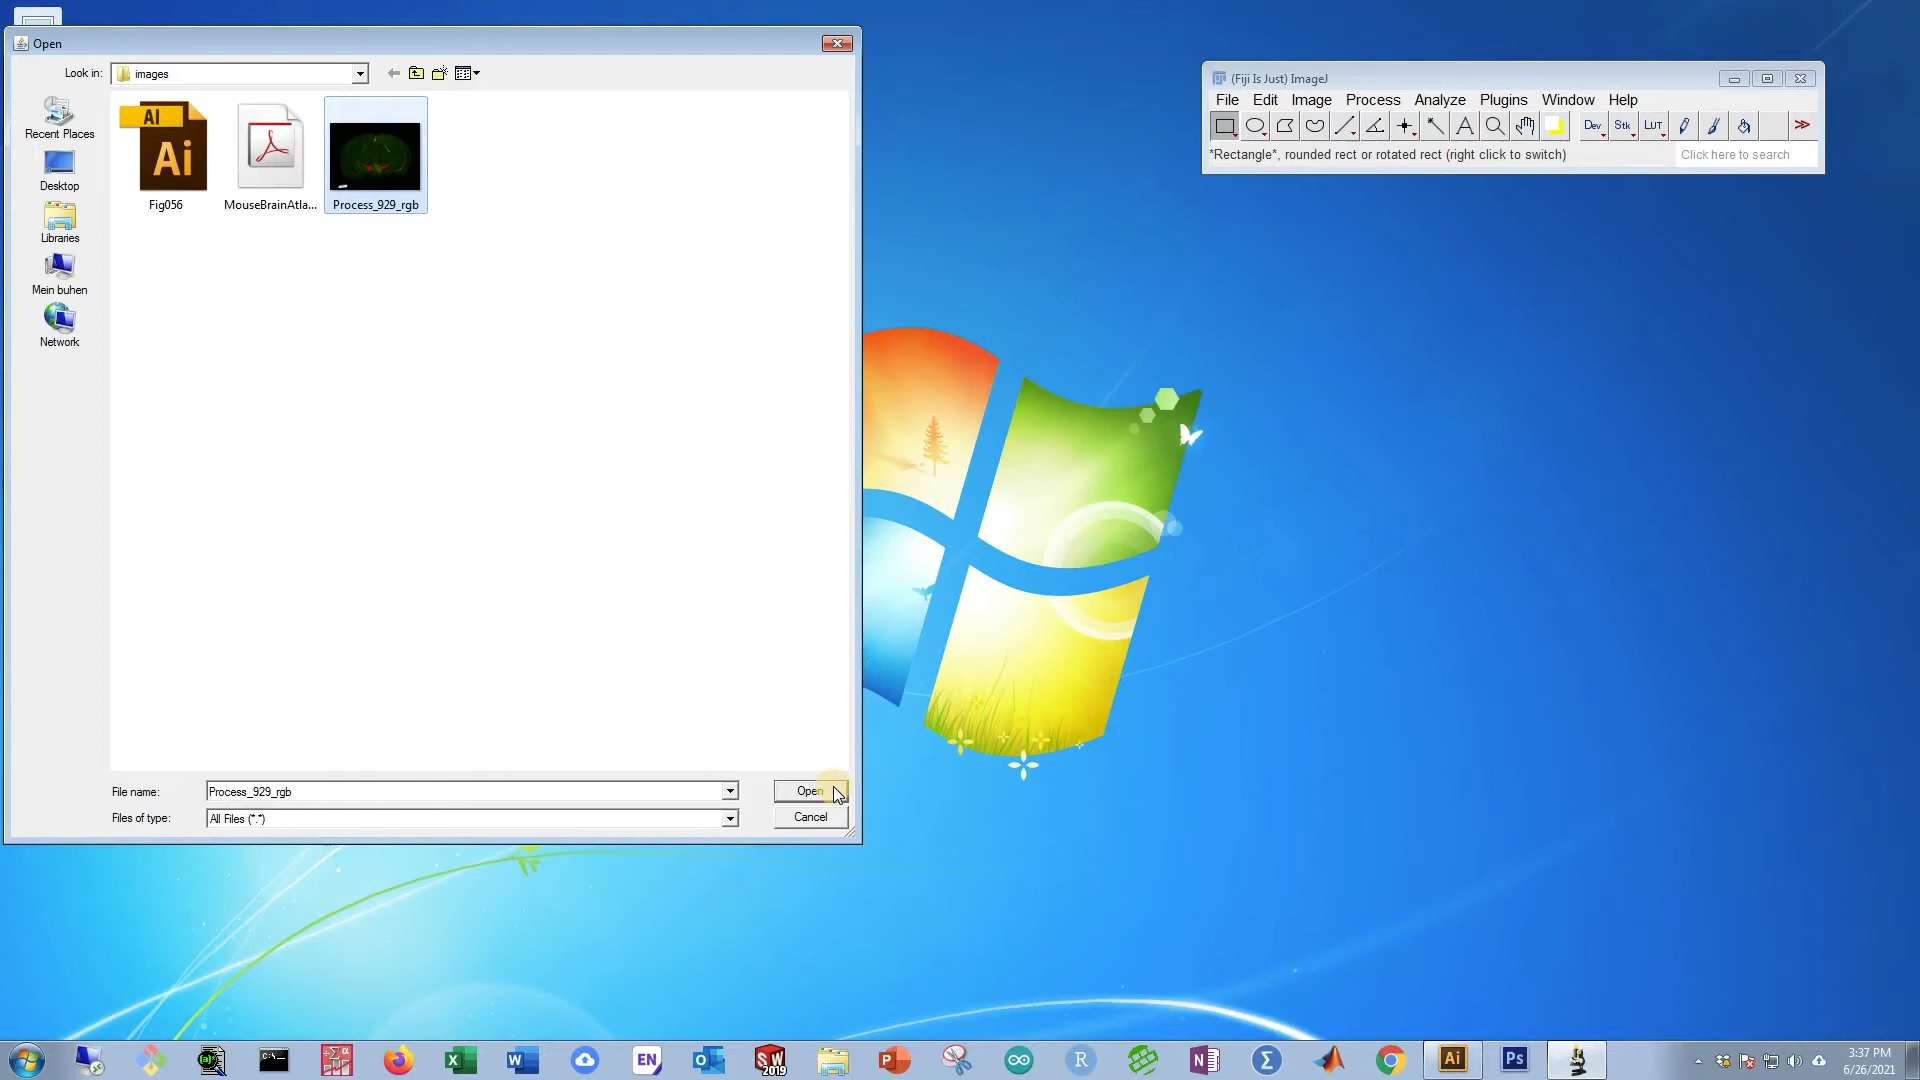 Open
Look in:
images
Recent Places
Desktop
Libraries
Mein buhen
Network
Ai
Ai
Fig056
MouseBrainAtla...
Process_929_rgb
File name:
Process_929_rgb
Open
Files of type:
All Files (*.*)
Cancel
(Fiji Is Just) ImageJ
File Edit Image Process Analyze Plugins Window Help
A
Dev
Stk
LUT
>>
*Rectangle*, rounded rect or rotated rect (right click to switch)
Click here to search
C:\
EN
SW
2019
R
N
Ai
Ps
3:37 PM
6/26/2021